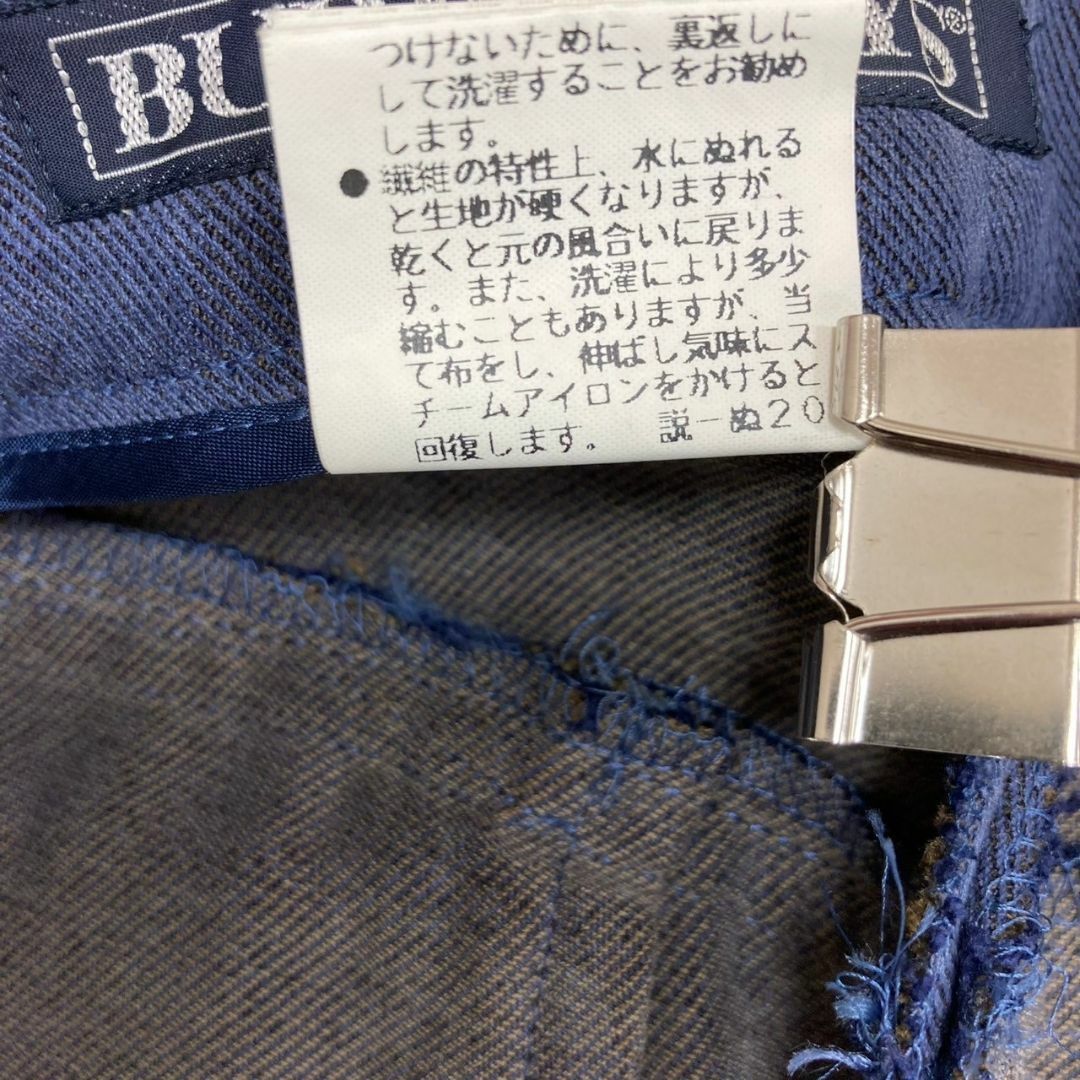 BU
つけないために、裏返しに
して洗濯することをお勧め
します。
●繊維の特性上、水にぬれる
と生地が硬くなりますが、
乾くと元の風合いに戻りま
す。また、洗濯により多少
縮むこともありますが、当
て布をし、伸ばし気味にス
チームアイロンをかけると
回復します。 説－ぬ20